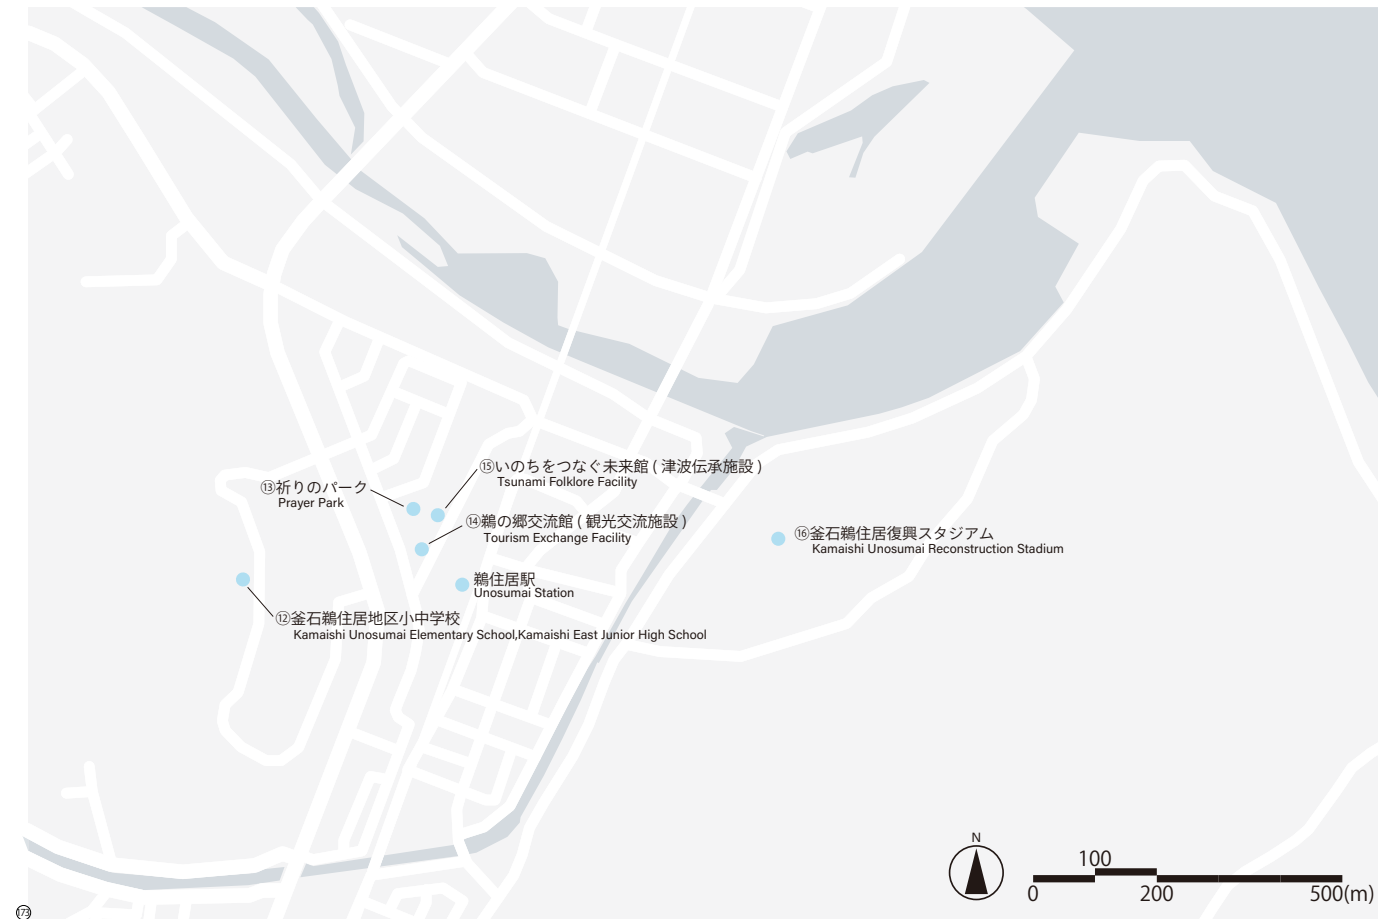 ⑮いのちをつなぐ未来館 ( 津波伝承施設 )
Tsunami Folklore Facility
⑬祈りのパーク
Prayer Park
⑭鵜の郷交流館 ( 観光交流施設 )
Tourism Exchange Facility
⑯釜石鵜住居復興スタジアム
Kamaishi Unosumai Reconstruction Stadium
鵜住居駅
Unosumai Station
⑫釜石鵜住居地区小中学校
Kamaishi Unosumai Elementary School,Kamaishi East Junior High School
N
100
0 200 500(m)
173